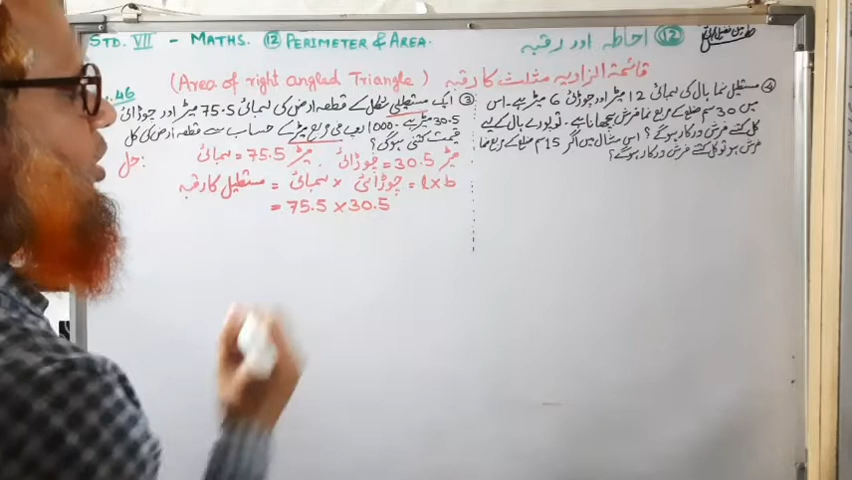 STD. VII - MATHS. ⑫ PERIMETER & AREA. احاطہ اور رقبہ ⑫
(Area of right angled Triangle) قائمۃ الزاویہ مثلث کا رقبہ
46
③ ایک مستطیلی شکل کے قطعہ ارض کی لمبائی 75.5 میٹر اور چوڑائی
30.5 میٹر ہے۔ 1000 روپے فی مربع میٹر کے حساب سے قطعہ ارض کی کل
قیمت کتنی ہوگی؟
حل: لمبائی = 75.5 میٹر . چوڑائی = 30.5 میٹر
مستطیل کا رقبہ = لمبائی × چوڑائی = l×b
= 75.5 × 30.5
④ مستطیل نما ہال کی لمبائی 12 میٹر اور چوڑائی 6 میٹر ہے۔ اس
میں 30 سم ضلع کے مربع نما فرش بچھانا ہے۔ تو پورے ہال کے لیے
کل کتنے فرش درکار ہوں گے؟ اس مثال میں اگر 15 سم ضلع کے مربع نما
فرش ہو تو کل کتنے فرش درکار ہوں گے؟